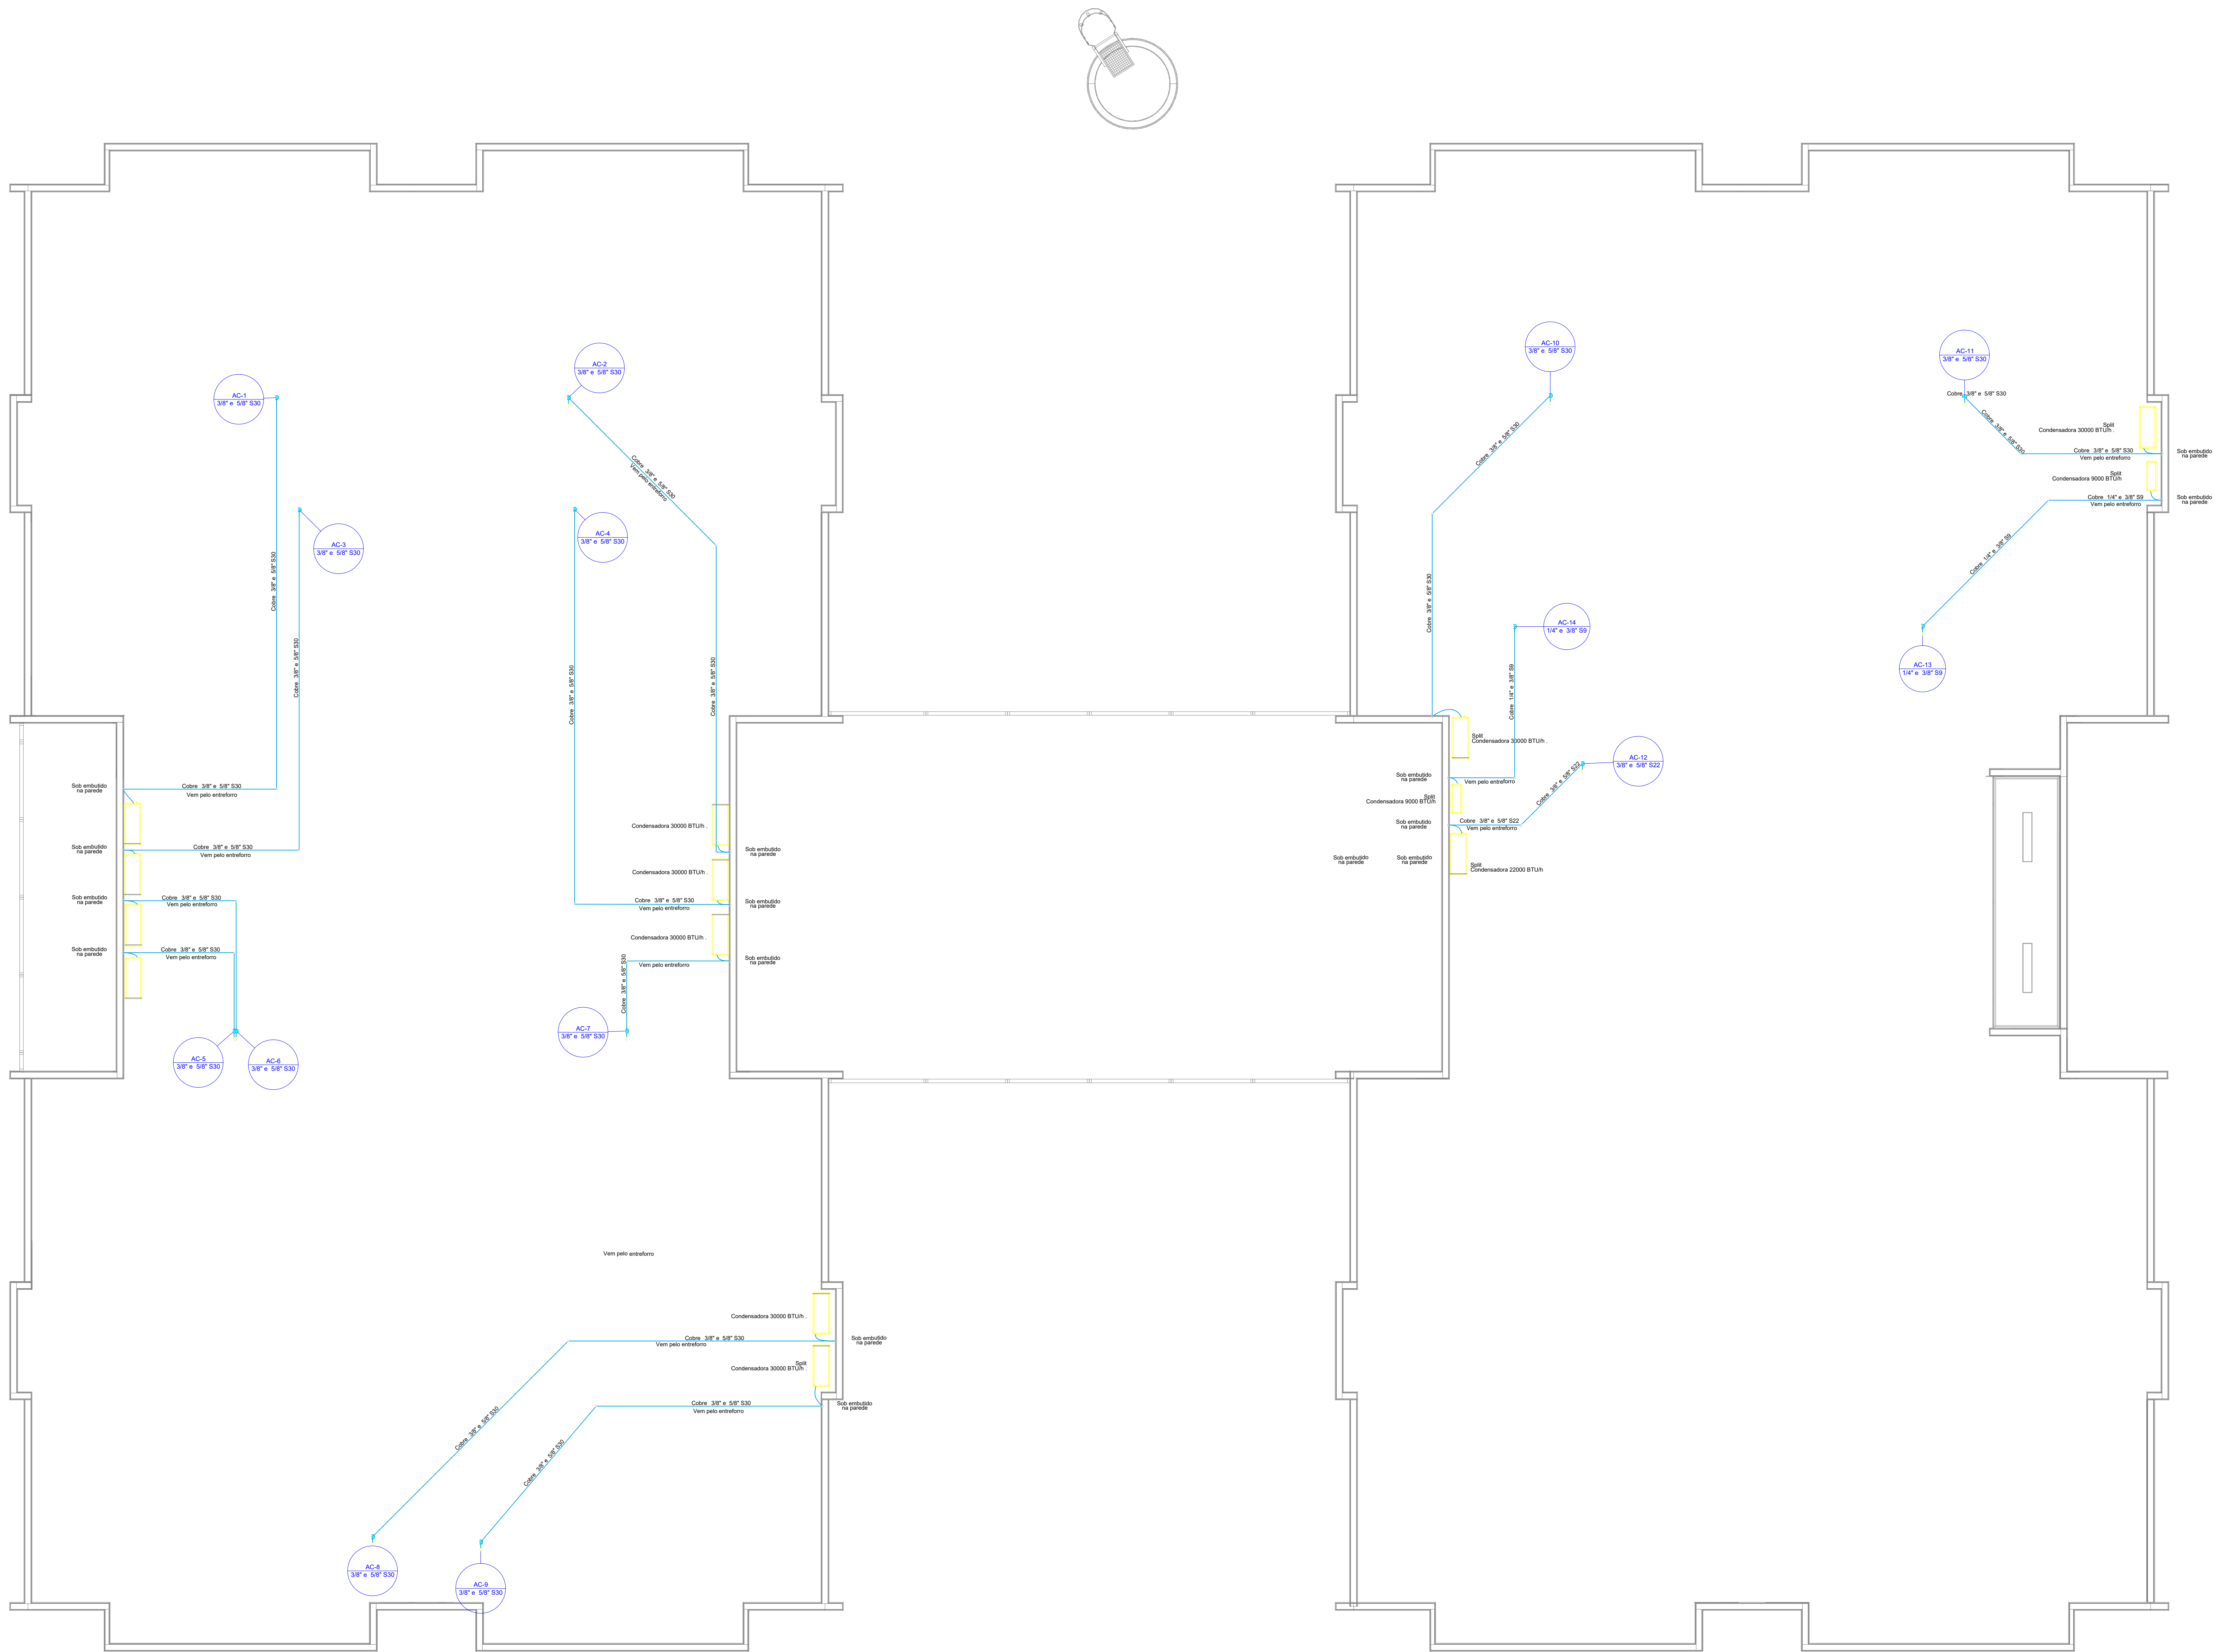 AC-1
3/8" e 5/8" S30
AC-2
3/8" e 5/8" S30
Cobre 3/8" e 5/8" S30
Vem pelo entreforro
AC-3
3/8" e 5/8" S30
AC-4
3/8" e 5/8" S30
Cobre 3/8" e 5/8" S30
Cobre 3/8" e 5/8" S30
Cobre 3/8" e 5/8" S30
Cobre 3/8" e 5/8" S30
Sob embutido
na parede
Cobre 3/8" e 5/8" S30
Vem pelo entreforro
Sob embutido
na parede
Cobre 3/8" e 5/8" S30
Vem pelo entreforro
Sob embutido
na parede
Cobre 3/8" e 5/8" S30
Vem pelo entreforro
Sob embutido
na parede
Cobre 3/8" e 5/8" S30
Vem pelo entreforro
AC-5
3/8" e 5/8" S30
AC-6
3/8" e 5/8" S30
Condensadora 30000 BTU/h .
Sob embutido
na parede
Condensadora 30000 BTU/h .
Cobre 3/8" e 5/8" S30
Vem pelo entreforro
Sob embutido
na parede
Condensadora 30000 BTU/h .
Cobre 3/8" e 5/8" S30
Vem pelo entreforro
Sob embutido
na parede
AC-7
3/8" e 5/8" S30
Vem pelo entreforro
Condensadora 30000 BTU/h .
Cobre 3/8" e 5/8" S30
Vem pelo entreforro
Sob embutido
na parede
Split
Condensadora 30000 BTU/h .
Cobre 3/8" e 5/8" S30
Vem pelo entreforro
Sob embutido
na parede
Cobre 3/8" e 5/8" S30
Cobre 3/8" e 5/8" S30
AC-8
3/8" e 5/8" S30
AC-9
3/8" e 5/8" S30
AC-10
3/8" e 5/8" S30
AC-11
3/8" e 5/8" S30
Cobre 3/8" e 5/8" S30
Cobre 3/8" e 5/8" S30
Cobre 3/8" e 5/8" S30
Split
Condensadora 30000 BTU/h .
Cobre 3/8" e 5/8" S30
Vem pelo entreforro
Sob embutido
na parede
Split
Condensadora 9000 BTU/h
Cobre 1/4" e 3/8" S9
Vem pelo entreforro
Sob embutido
na parede
Cobre 1/4" e 3/8" S9
Cobre 3/8" e 5/8" S30
AC-14
1/4" e 3/8" S9
AC-13
1/4" e 3/8" S9
Cobre 1/4" e 3/8" S9
Split
Condensadora 30000 BTU/h .
AC-12
3/8" e 5/8" S22
Sob embutido
na parede
Vem pelo entreforro
Cobre 3/8" e 5/8" S22
Split
Condensadora 9000 BTU/h
Sob embutido
na parede
Cobre 3/8" e 5/8" S22
Vem pelo entreforro
Sob embutido
na parede
Sob embutido
na parede
Split
Condensadora 22000 BTU/h